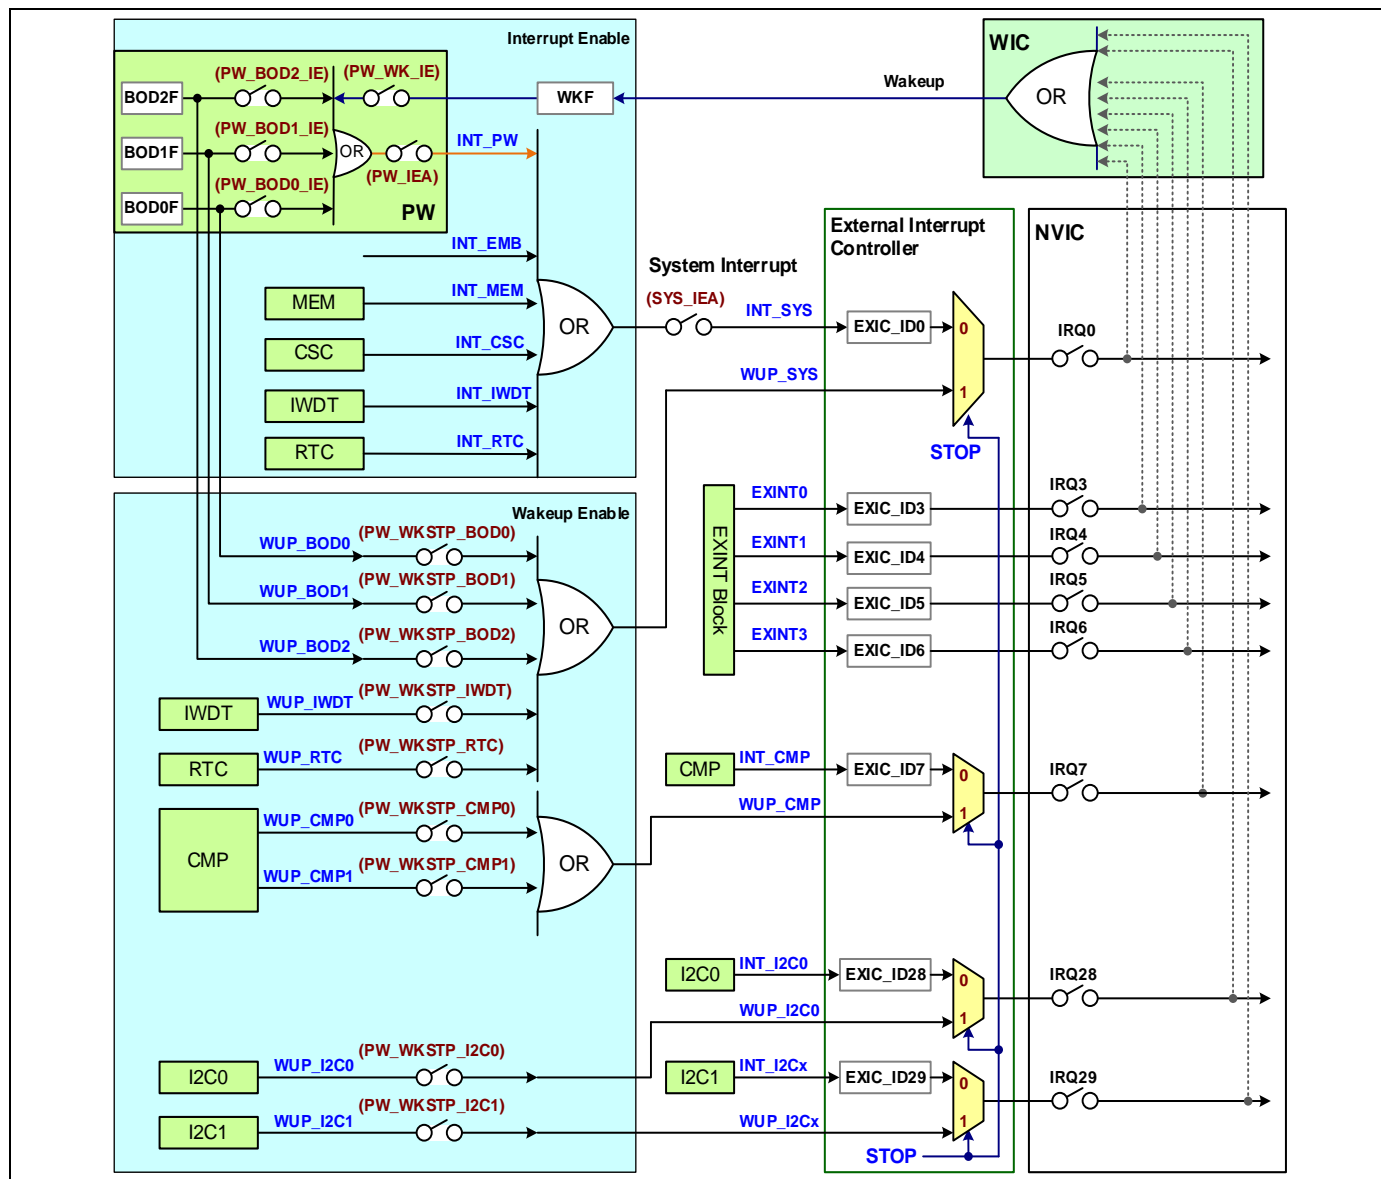 Interrupt Enable
BOD2F
(PW_BOD2_IE)
(PW_WK_IE)
WKF
Wakeup
WIC
OR
BOD1F
(PW_BOD1_IE)
OR
(PW_IEA)
INT_PW
BOD0F
(PW_BOD0_IE)
PW
INT_EMB
MEM
INT_MEM
CSC
INT_CSC
IWDT
INT_IWDT
RTC
INT_RTC
OR
System Interrupt
(SYS_IEA)
INT_SYS
WUP_SYS
External Interrupt
Controller
EXIC_ID0
0
1
STOP
NVIC
IRQ0
Wakeup Enable
WUP_BOD0
(PW_WKSTP_BOD0)
WUP_BOD1
(PW_WKSTP_BOD1)
WUP_BOD2
(PW_WKSTP_BOD2)
OR
IWDT
WUP_IWDT
(PW_WKSTP_IWDT)
RTC
WUP_RTC
(PW_WKSTP_RTC)
EXINT Block
EXINT0
EXIC_ID3
IRQ3
EXINT1
EXIC_ID4
IRQ4
EXINT2
EXIC_ID5
IRQ5
EXINT3
EXIC_ID6
IRQ6
CMP
WUP_CMP0
(PW_WKSTP_CMP0)
WUP_CMP1
(PW_WKSTP_CMP1)
OR
CMP
INT_CMP
EXIC_ID7
WUP_CMP
0
1
IRQ7
I2C0
INT_I2C0
EXIC_ID28
WUP_I2C0
0
1
IRQ28
I2C0
WUP_I2C0
(PW_WKSTP_I2C0)
I2C1
INT_I2Cx
EXIC_ID29
0
1
IRQ29
I2C1
WUP_I2C1
(PW_WKSTP_I2C1)
WUP_I2Cx
STOP